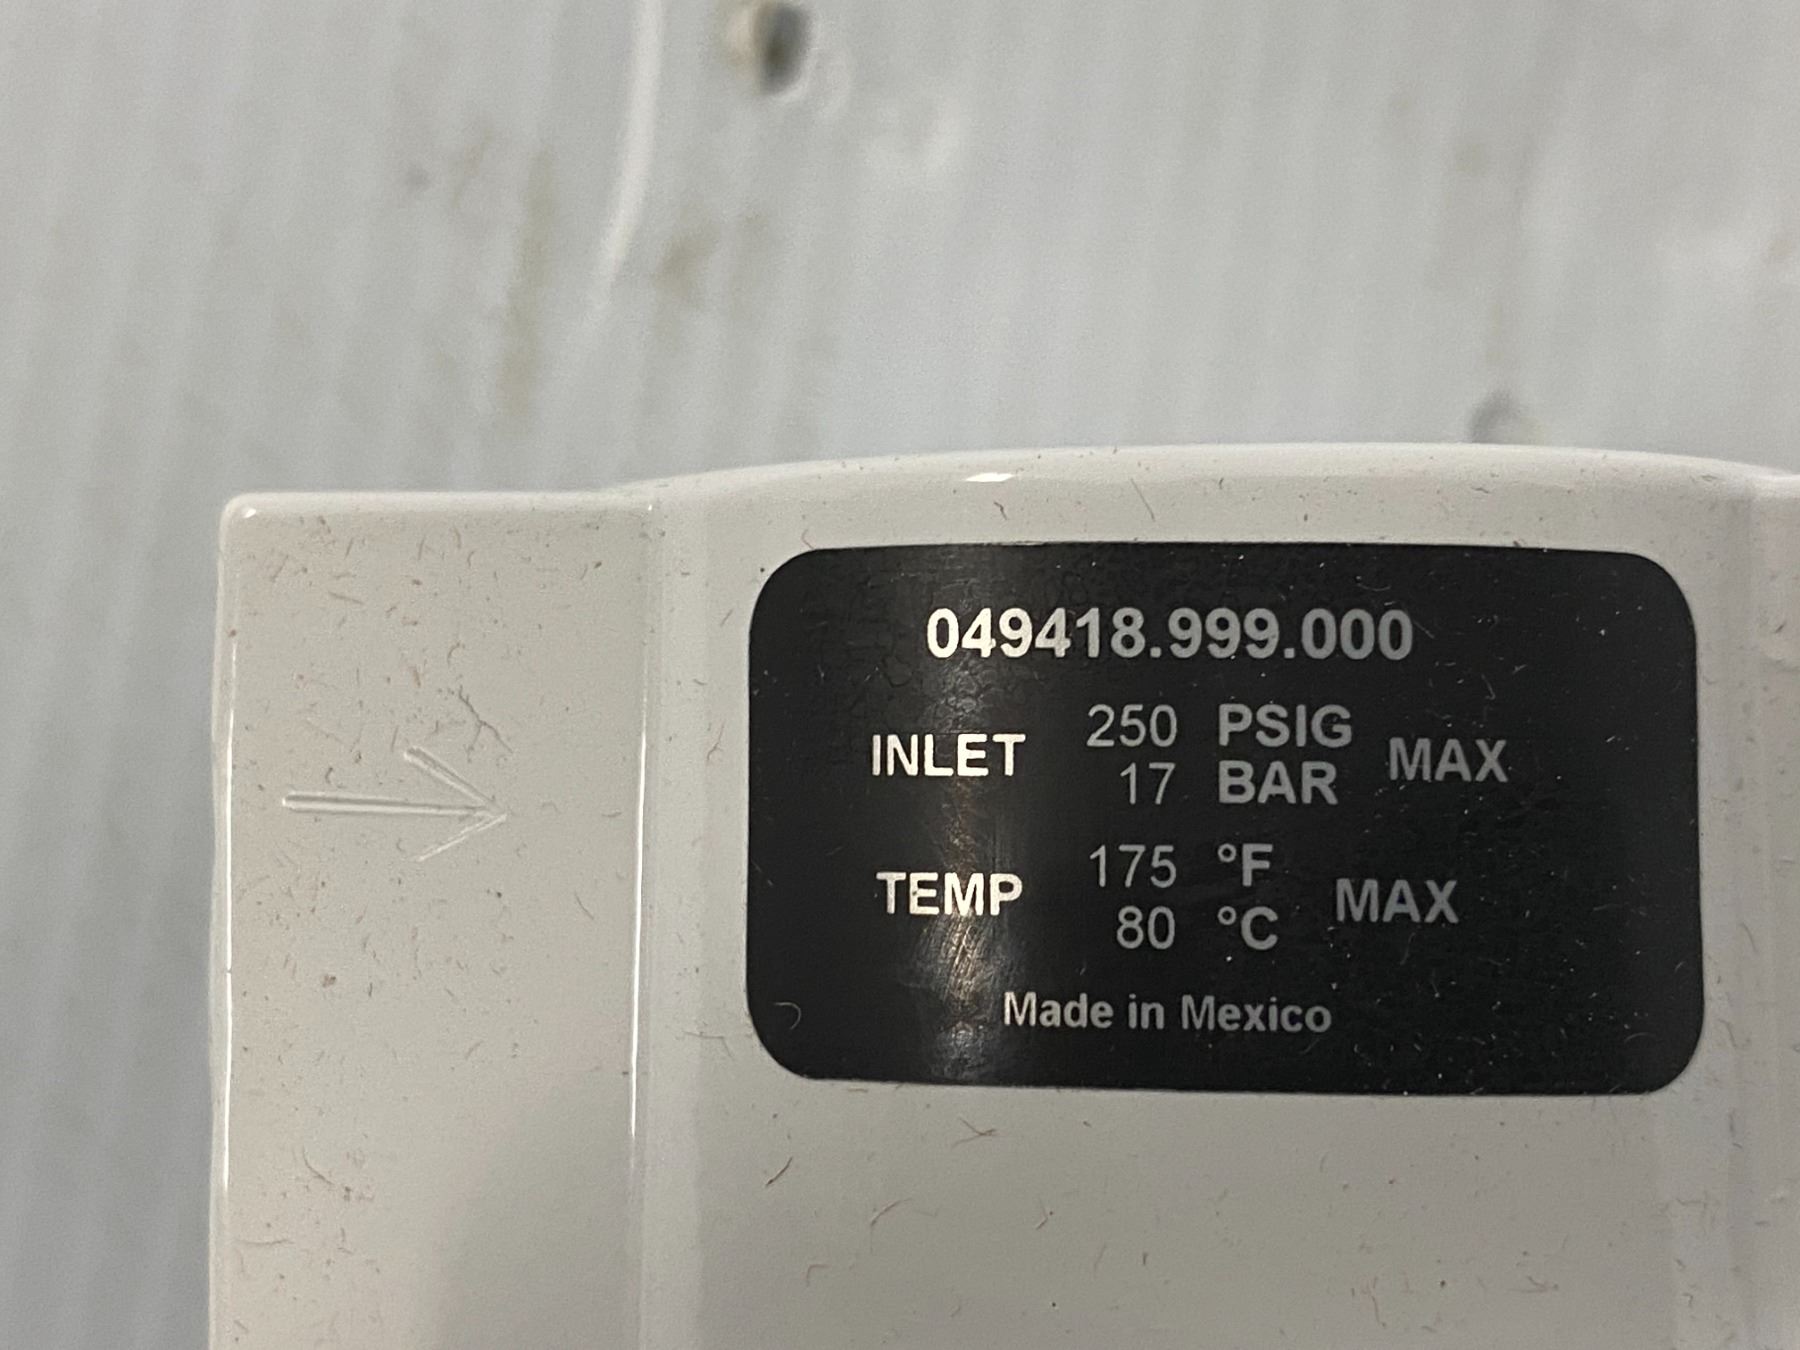 049418.999.000
INLET 250 PSIG MAX
17 BAR
TEMP 175 °F MAX
80 °C
Made in Mexico